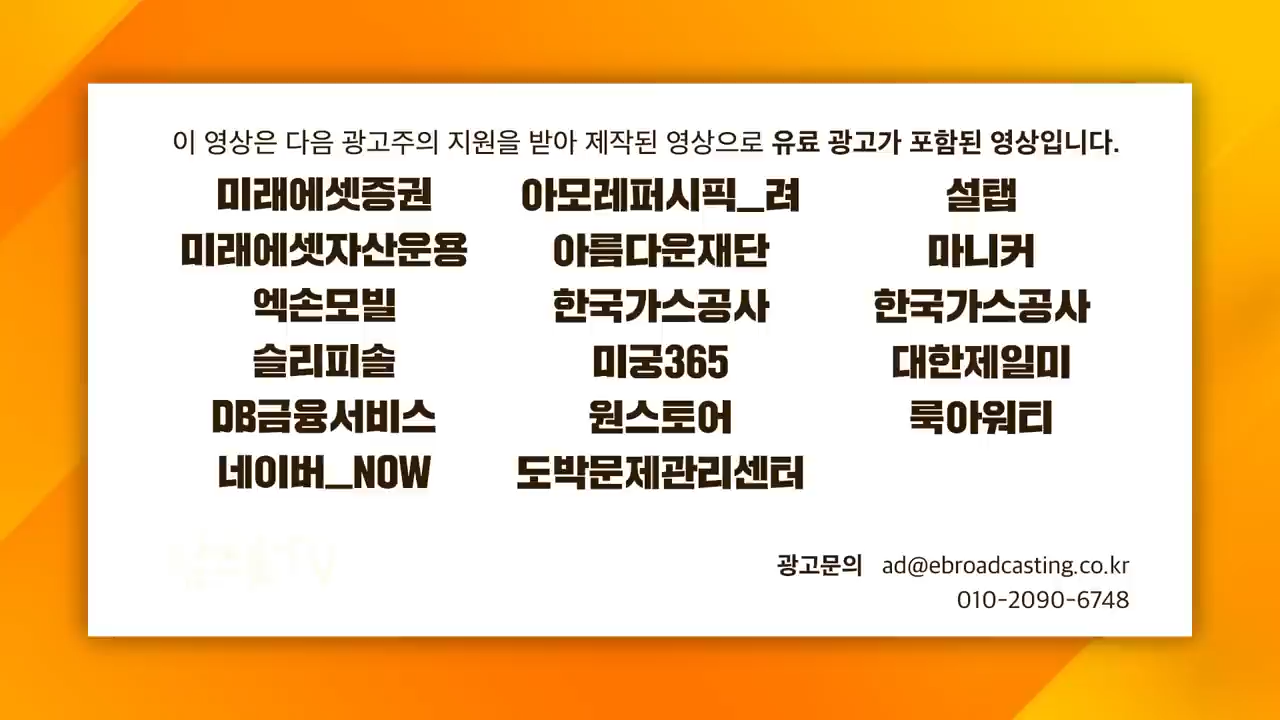 이 영상은 다음 광고주의 지원을 받아 제작된 영상으로 유료 광고가 포함된 영상입니다.
미래에셋증권 아모레퍼시픽_려 설탭
미래에셋자산운용 아름다운재단 마니커
엑손모빌 한국가스공사 한국가스공사
슬리피솔 미궁365 대한제일미
DB금융서비스 원스토어 룩아워티
네이버_NOW 도박문제관리센터
광고문의 ad@ebroadcasting.co.kr
010-2090-6748